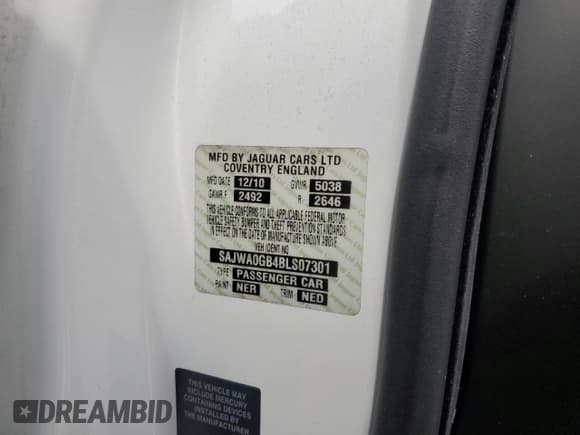 MFD BY JAGUAR CARS LTD
COVENTRY ENGLAND
MFD DATE 12/10 GVWR 5038
GAWR.F 2492 R 2646
THIS VEHICLE CONFORMS TO ALL APPLICABLE FEDERAL MOTOR
VEHICLE SAFETY BUMPER AND THEFT PREVENTION STANDARDS
IN EFFECT ON THE DATE OF MANUFACTURE SHOWN ABOVE.
VEH IDENT NO
SAJWA0GB4BLS07301
TYPE PASSENGER CAR
PAINT NER TRIM NED
THIS VEHICLE MAY
INCLUDE MERCURY
CONTAINING DEVICES
INSTALLED BY
THE MANUFACTURER
DREAMBID